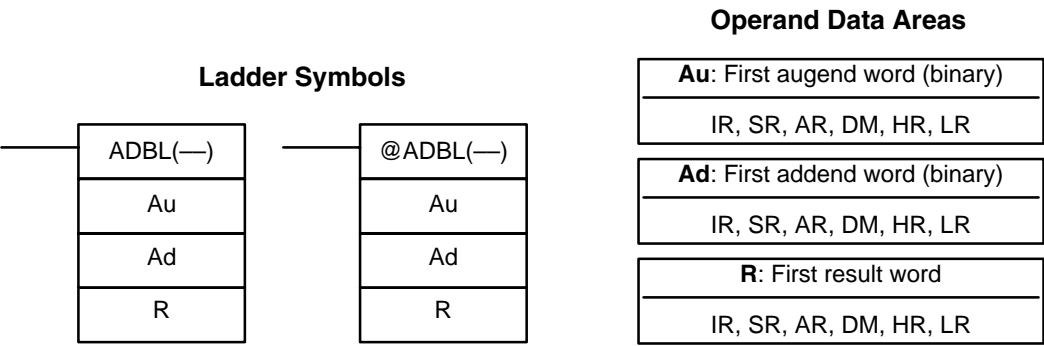 Ladder Symbols
ADBL(—)
Au
Ad
R
@ADBL(—)
Au
Ad
R
Operand Data Areas
Au: First augend word (binary)
IR, SR, AR, DM, HR, LR
Ad: First addend word (binary)
IR, SR, AR, DM, HR, LR
R: First result word
IR, SR, AR, DM, HR, LR